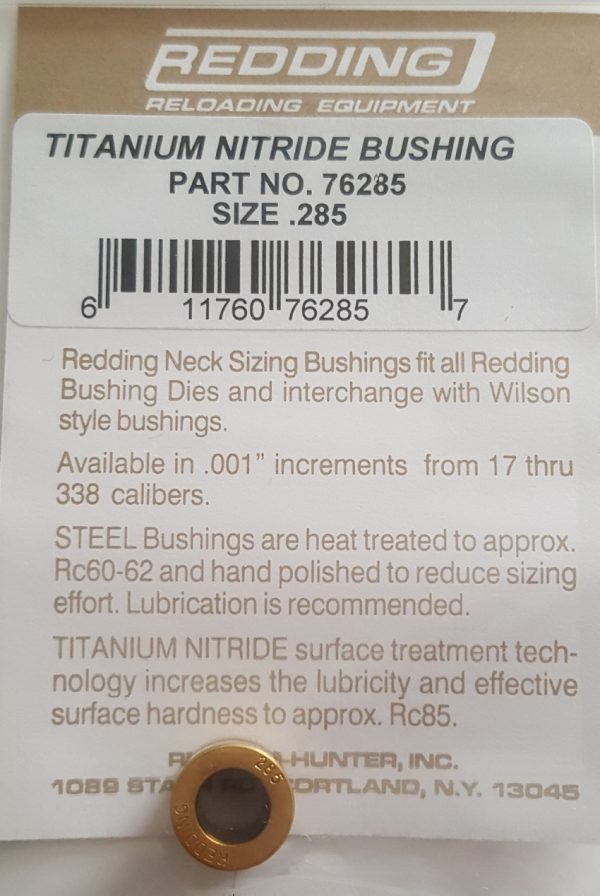 REDDING
RELOADING EQUIPMENT
TITANIUM NITRIDE BUSHING
PART NO. 76285
SIZE .285
6 11760 76285 7
Redding Neck Sizing Bushings fit all Redding
Bushing Dies and interchange with Wilson
style bushings.
Available in .001" increments from 17 thru
338 calibers.
STEEL Bushings are heat treated to approx.
Rc60-62 and hand polished to reduce sizing
effort. Lubrication is recommended.
TITANIUM NITRIDE surface treatment tech-
nology increases the lubricity and effective
surface hardness to approx. Rc85.
-HUNTER, INC.
1089 N.Y. 13045
285
REDDING